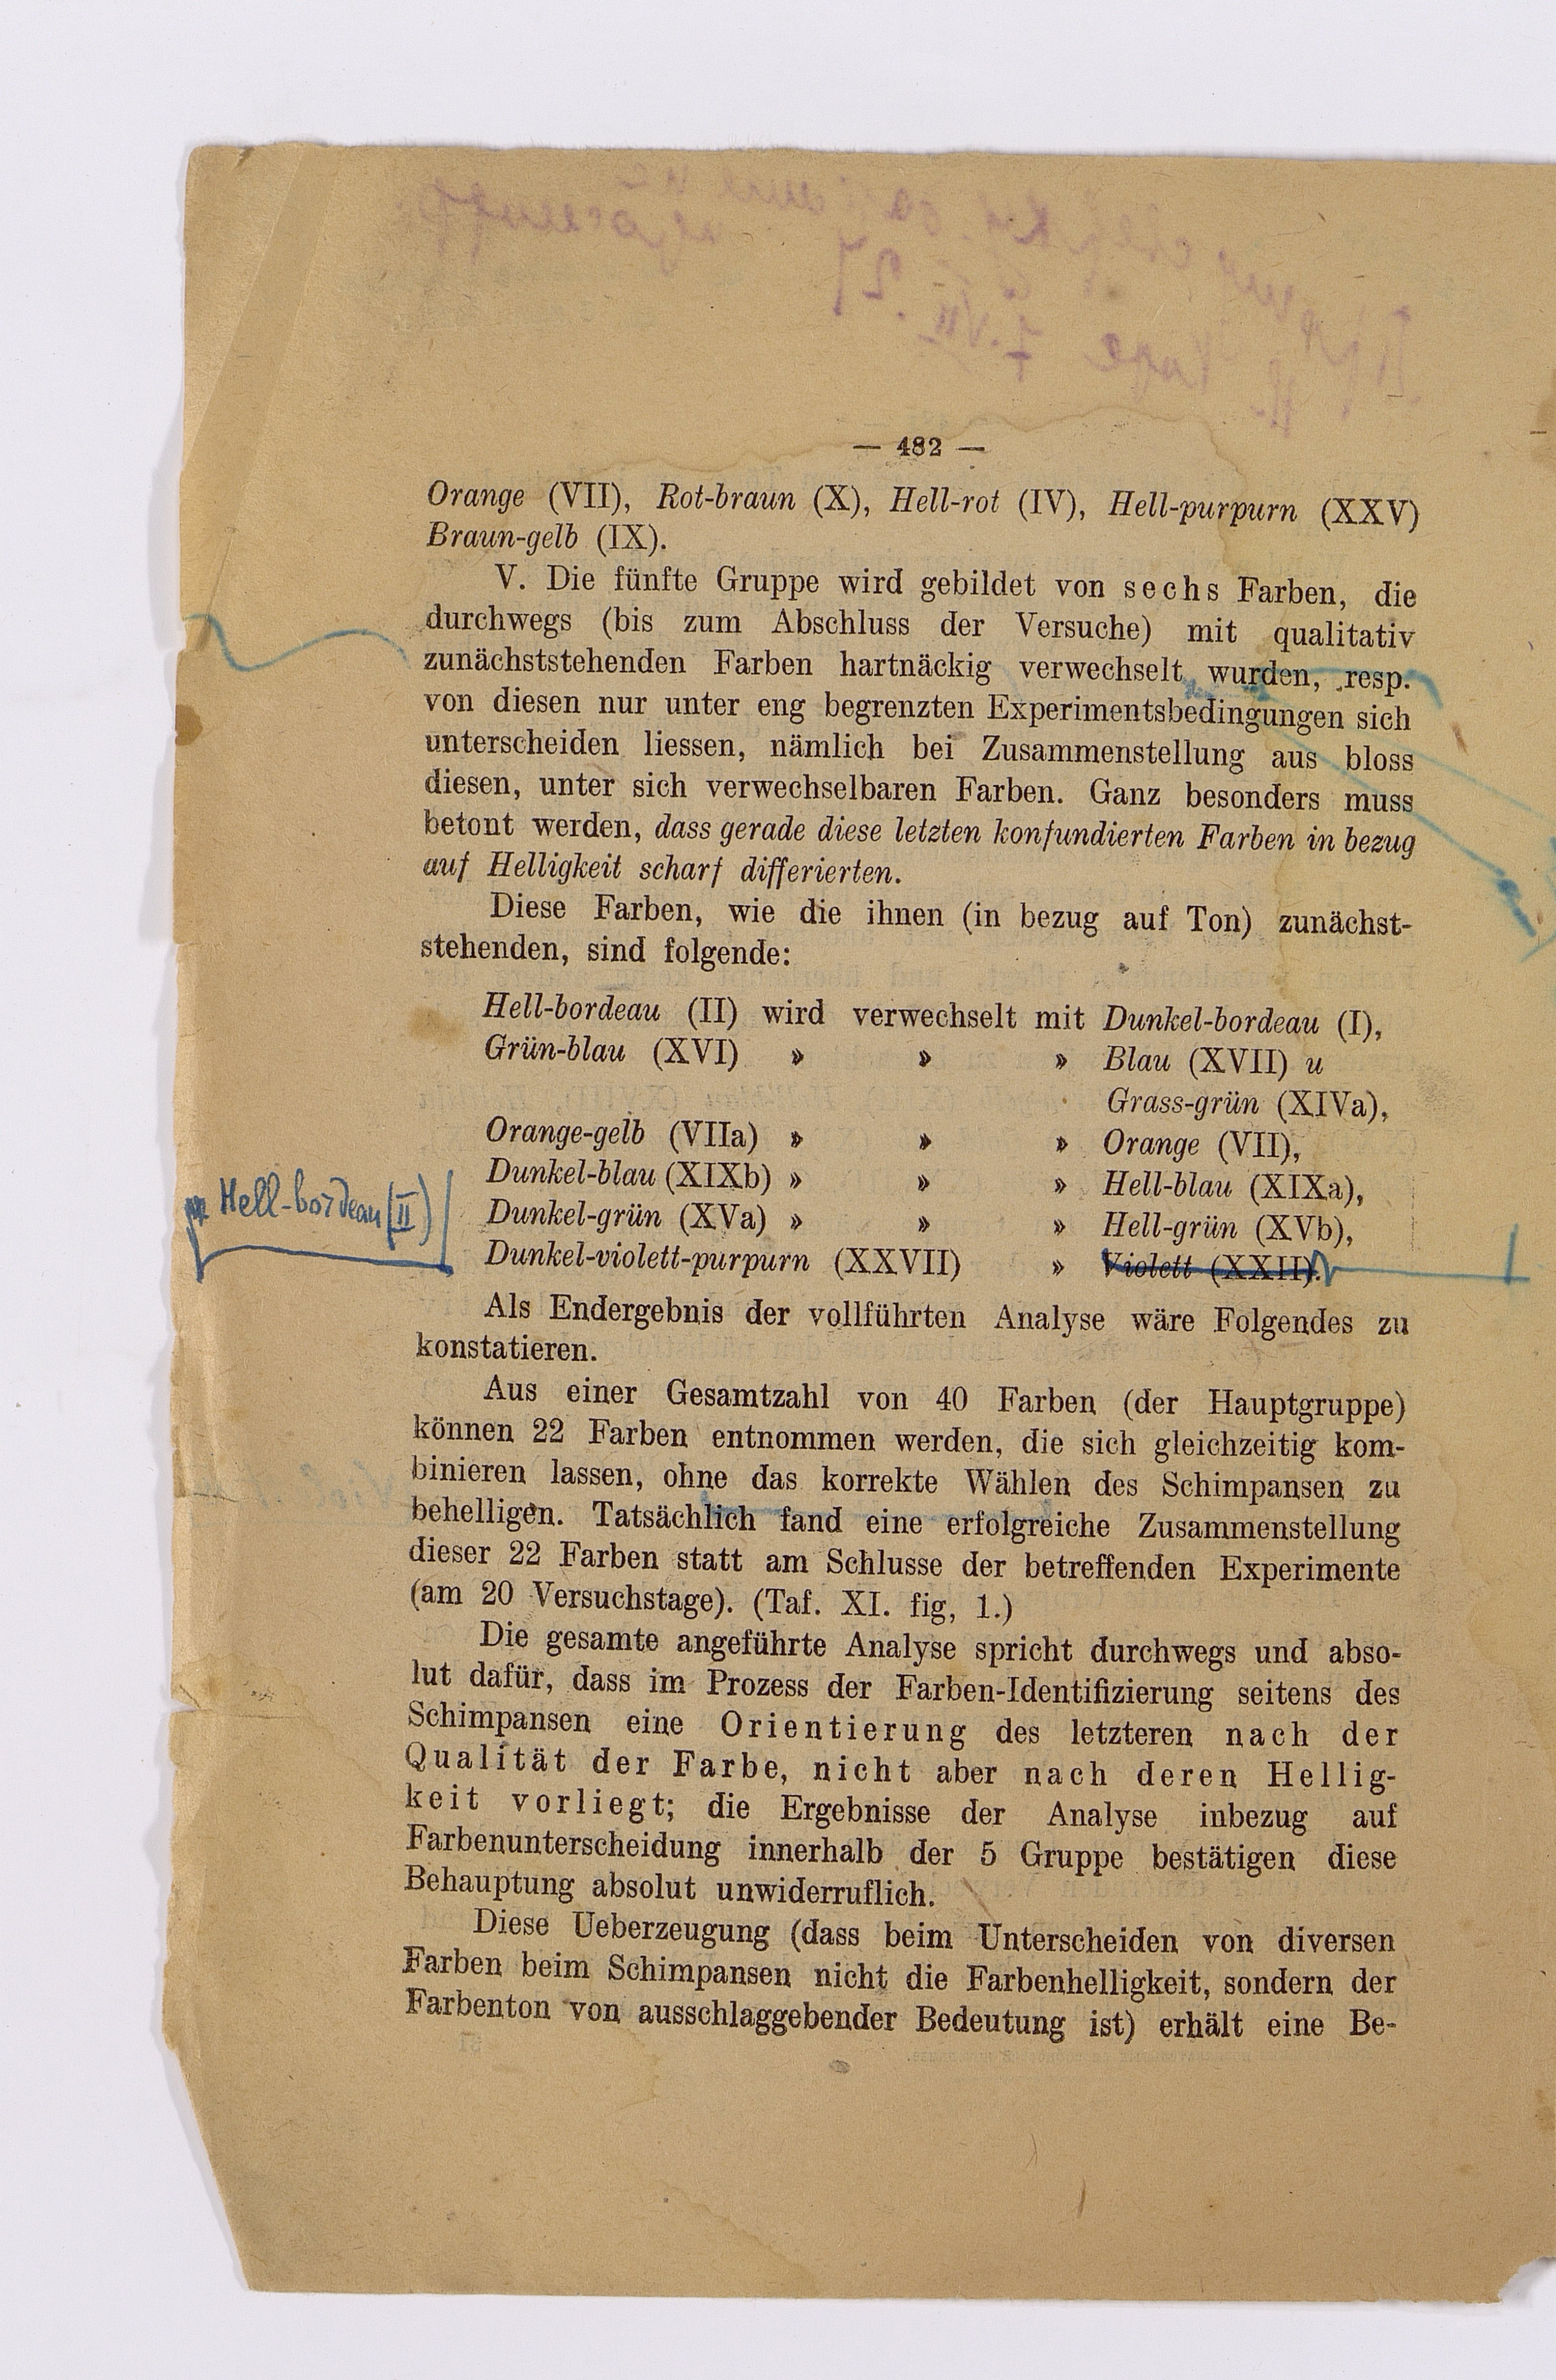 — 482 —
Orange (VII), Rot-braun (X), Hell-rot (IV), Hell-purpurn (XXV)
Braun-gelb (IX).
V. Die fünfte Gruppe wird gebildet von sechs Farben, die
durchwegs (bis zum Abschluss der Versuche) mit qualitativ
zunächststehenden Farben hartnäckig verwechselt wurden, resp.
von diesen nur unter eng begrenzten Experimentsbedingungen sich
unterscheiden liessen, nämlich bei Zusammenstellung aus bloss
diesen, unter sich verwechselbaren Farben. Ganz besonders muss
betont werden, dass gerade diese letzten konfundierten Farben in bezug
auf Helligkeit scharf differierten.
Diese Farben, wie die ihnen (in bezug auf Ton) zunächst-
stehenden, sind folgende:
Hell-bordeau (II) wird verwechselt mit Dunkel-bordeau (I),
Grün-blau (XVI) » » » Blau (XVII) u
Grass-grün (XIVa),
Orange-gelb (VIIa) » » » Orange (VII),
Dunkel-blau (XIXb) » » » Hell-blau (XIXa),
Hell-bordeau (II)
Dunkel-grün (XVa) » » » Hell-grün (XVb),
Dunkel-violett-purpurn (XXVII) » Violett (XXII).
Als Endergebnis der vollführten Analyse wäre Folgendes zu
konstatieren.
Aus einer Gesamtzahl von 40 Farben (der Hauptgruppe)
können 22 Farben entnommen werden, die sich gleichzeitig kom-
binieren lassen, ohne das korrekte Wählen des Schimpansen zu
behelligen. Tatsächlich fand eine erfolgreiche Zusammenstellung
dieser 22 Farben statt am Schlusse der betreffenden Experimente
(am 20 Versuchstage). (Taf. XI. fig, 1.)
Die gesamte angeführte Analyse spricht durchwegs und abso-
lut dafür, dass im Prozess der Farben-Identifizierung seitens des
Schimpansen eine Orientierung des letzteren nach der
Qualität der Farbe, nicht aber nach deren Hellig-
keit vorliegt; die Ergebnisse der Analyse inbezug auf
Farbenunterscheidung innerhalb der 5 Gruppe bestätigen diese
Behauptung absolut unwiderruflich.
Diese Ueberzeugung (dass beim Unterscheiden von diversen
Farben beim Schimpansen nicht die Farbenhelligkeit, sondern der
Farbenton von ausschlaggebender Bedeutung ist) erhält eine Be-